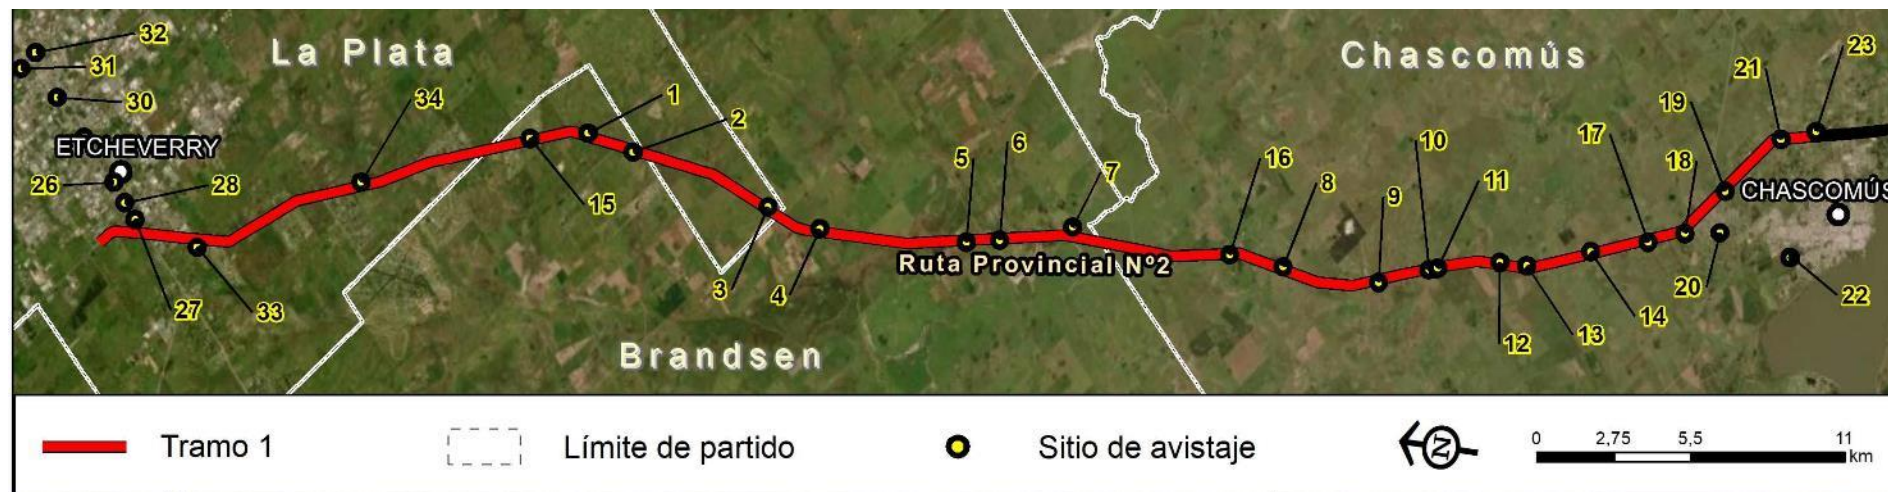 32
La Plata
Chascomús
23
21
31
34
19
30
1
2
17
ETCHEVERRY
5
6
7
16
10
18
26
28
8
9
11
CHASCOMÚS
15
Ruta Provincial Nº2
3
4
20
22
27
33
12
13
14
Brandsen
Tramo 1
Límite de partido
Sitio de avistaje
N
0 2,75 5,5 11
km